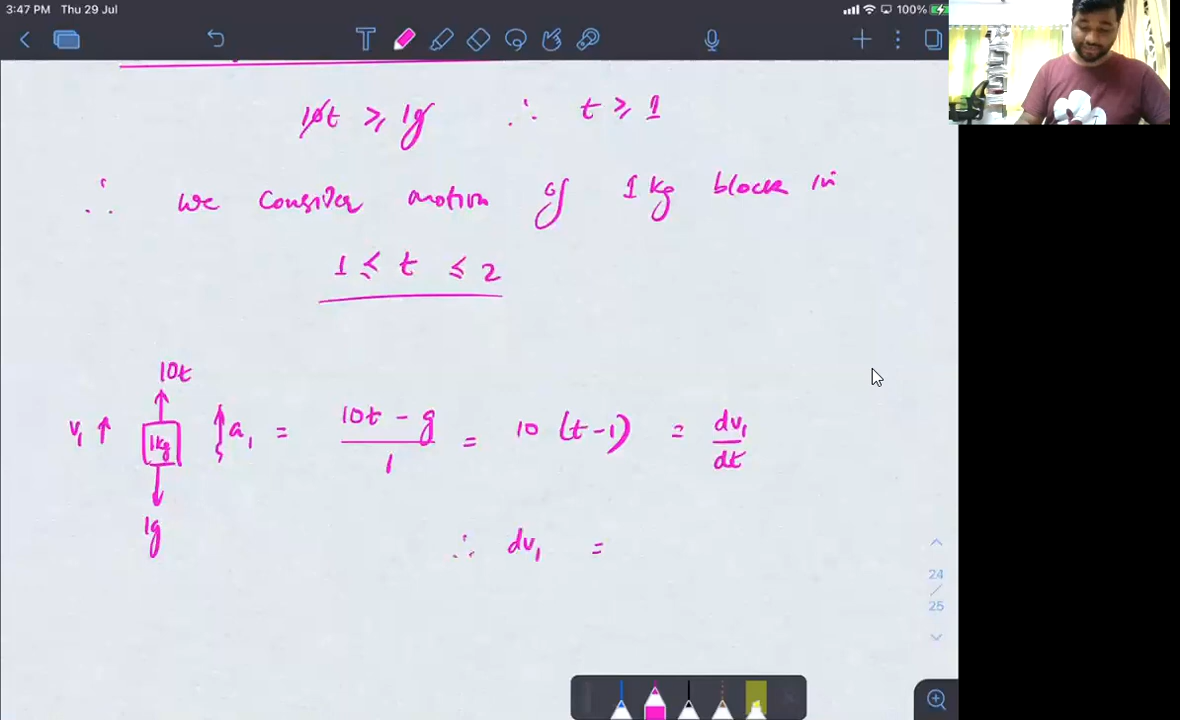 3:47 PM Thu 29 Jul 100%
T
10t ⩾ 1g ∴ t ⩾ 1
∴ we consider motion of 1 kg block in
1 ⩽ t ⩽ 2
10t
v₁ ↑ 1kg a₁ = (10t - g)/1 = 10 (t-1) = dv₁/dt
1g
∴ dv₁ =
24
/
25